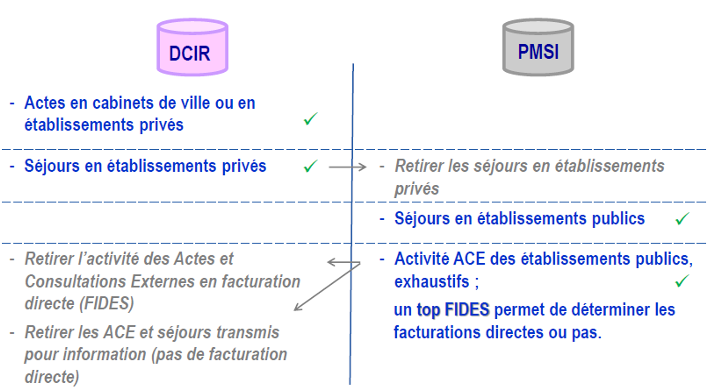 DCIR
PMSI
- Actes en cabinets de ville ou en
établissements privés
- Séjours en établissements privés
- Retirer les séjours en établissements
privés
- Séjours en établissements publics
- Retirer l'activité des Actes et
Consultations Externes en facturation
directe (FIDES)
- Retirer les ACE et séjours transmis
pour information (pas de facturation
directe)
- Activité ACE des établissements publics,
exhaustifs ;
un top FIDES permet de déterminer les
facturations directes ou pas.